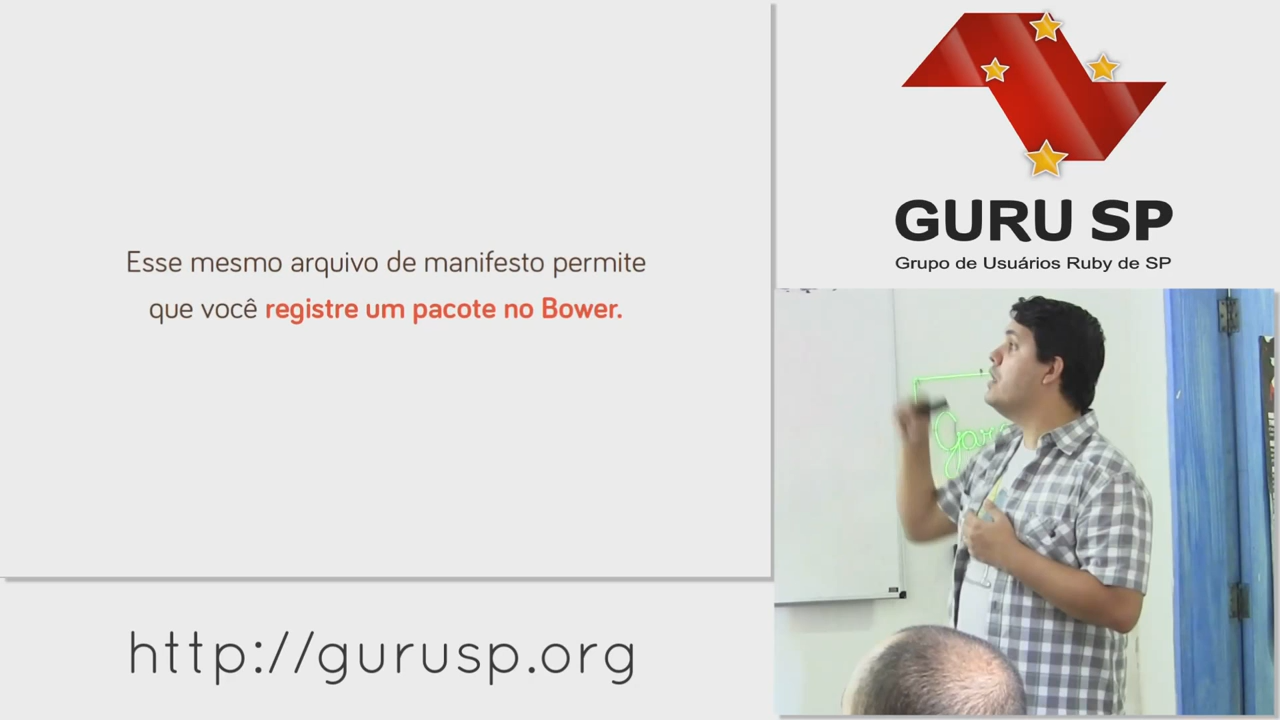 Esse mesmo arquivo de manifesto permite
que você registre um pacote no Bower.
GURU SP
Grupo de Usuários Ruby de SP
http://gurusp.org